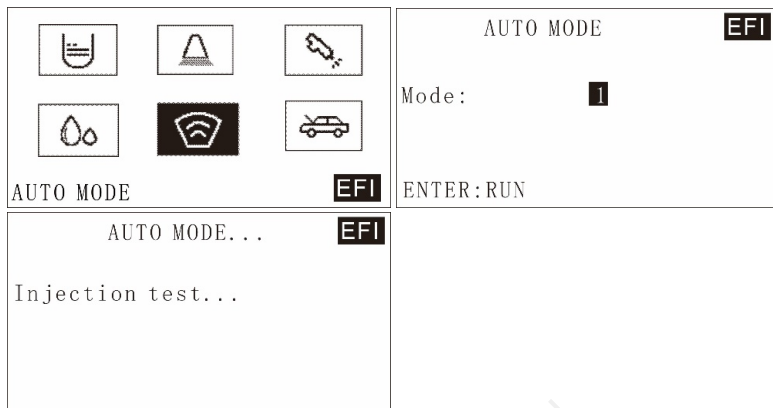 AUTO MODE
EFI
AUTO MODE
EFI
Mode: 1
ENTER:RUN
AUTO MODE...
EFI
Injection test...